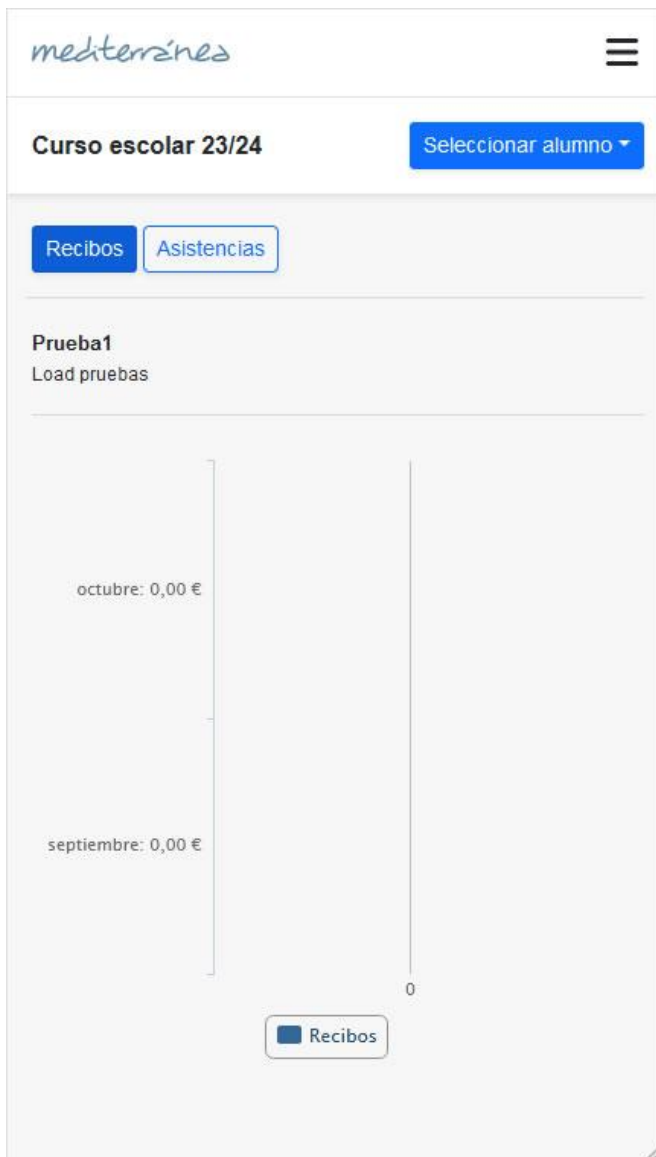 mediterránea
Curso escolar 23/24
Seleccionar alumno
Recibos
Asistencias
Prueba1
Load pruebas
octubre: 0,00 €
septiembre: 0,00 €
0
Recibos